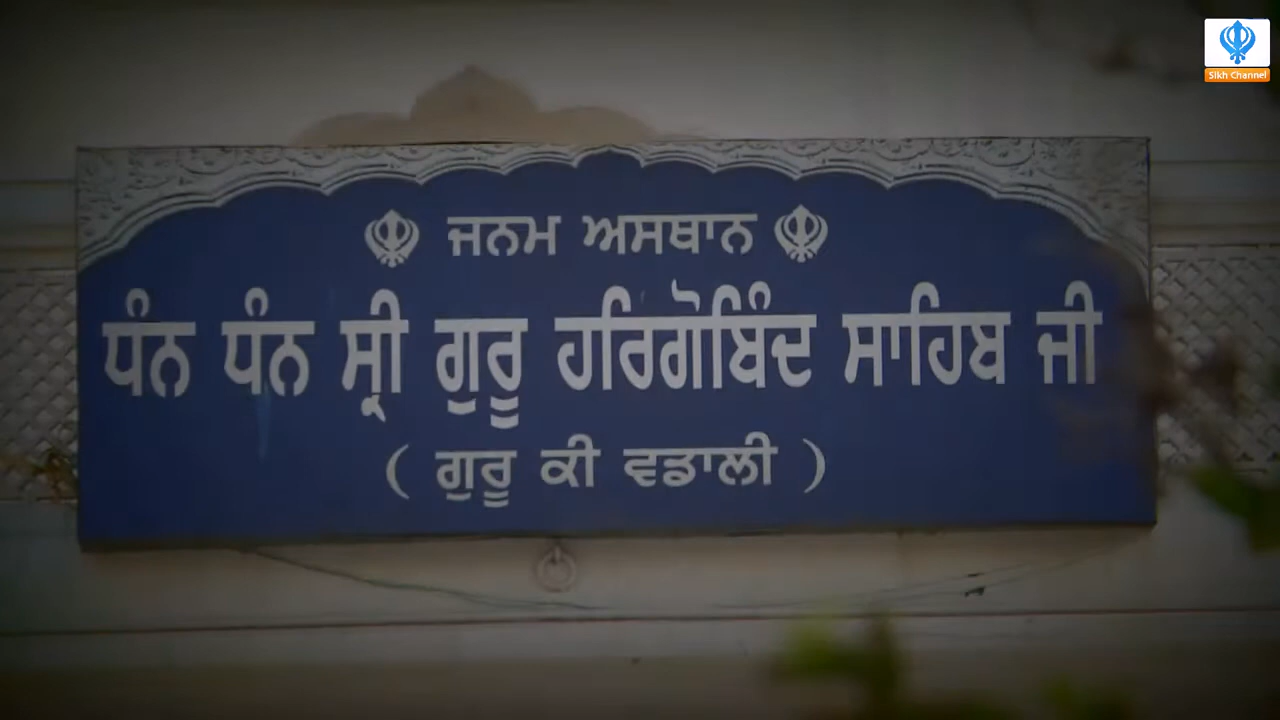 Sikh Channel
ਜਨਮ ਅਸਥਾਨ
ਧੰਨ ਧੰਨ ਸ੍ਰੀ ਗੁਰੂ ਹਰਿਗੋਬਿੰਦ ਸਾਹਿਬ ਜੀ
( ਗੁਰੂ ਕੀ ਵਡਾਲੀ )